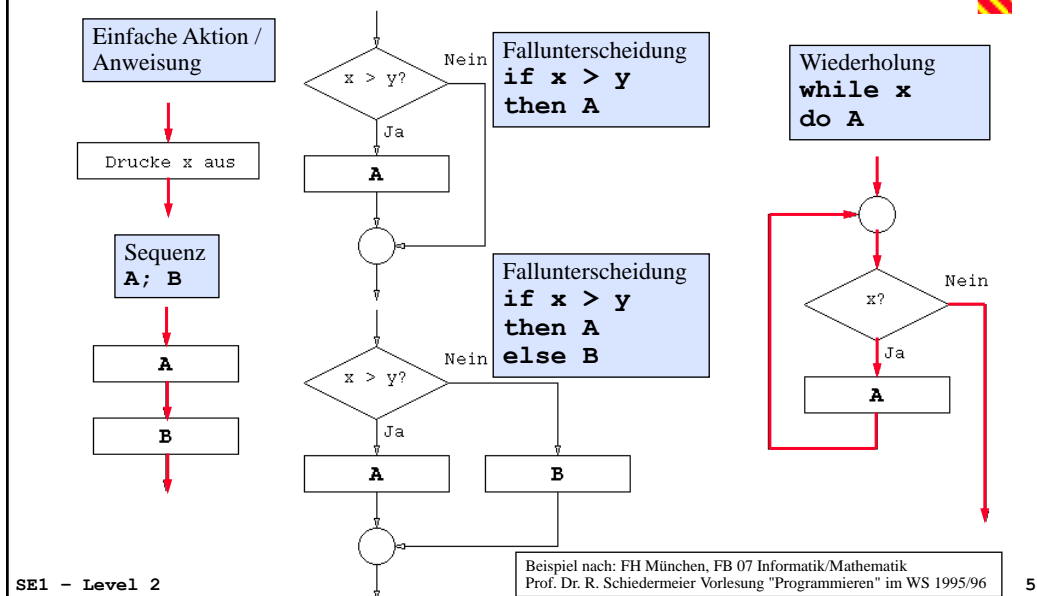 Einfache Aktion /
Anweisung
Drucke x aus
Sequenz
A; B
A
B
x > y?
Nein
Ja
A
Fallunterscheidung
if x > y
then A
x > y?
Nein
Ja
A
B
Fallunterscheidung
if x > y
then A
else B
Wiederholung
while x
do A
x?
Nein
Ja
A
Beispiel nach: FH München, FB 07 Informatik/Mathematik
Prof. Dr. R. Schiedermeier Vorlesung "Programmieren" im WS 1995/96
SE1 – Level 2
5